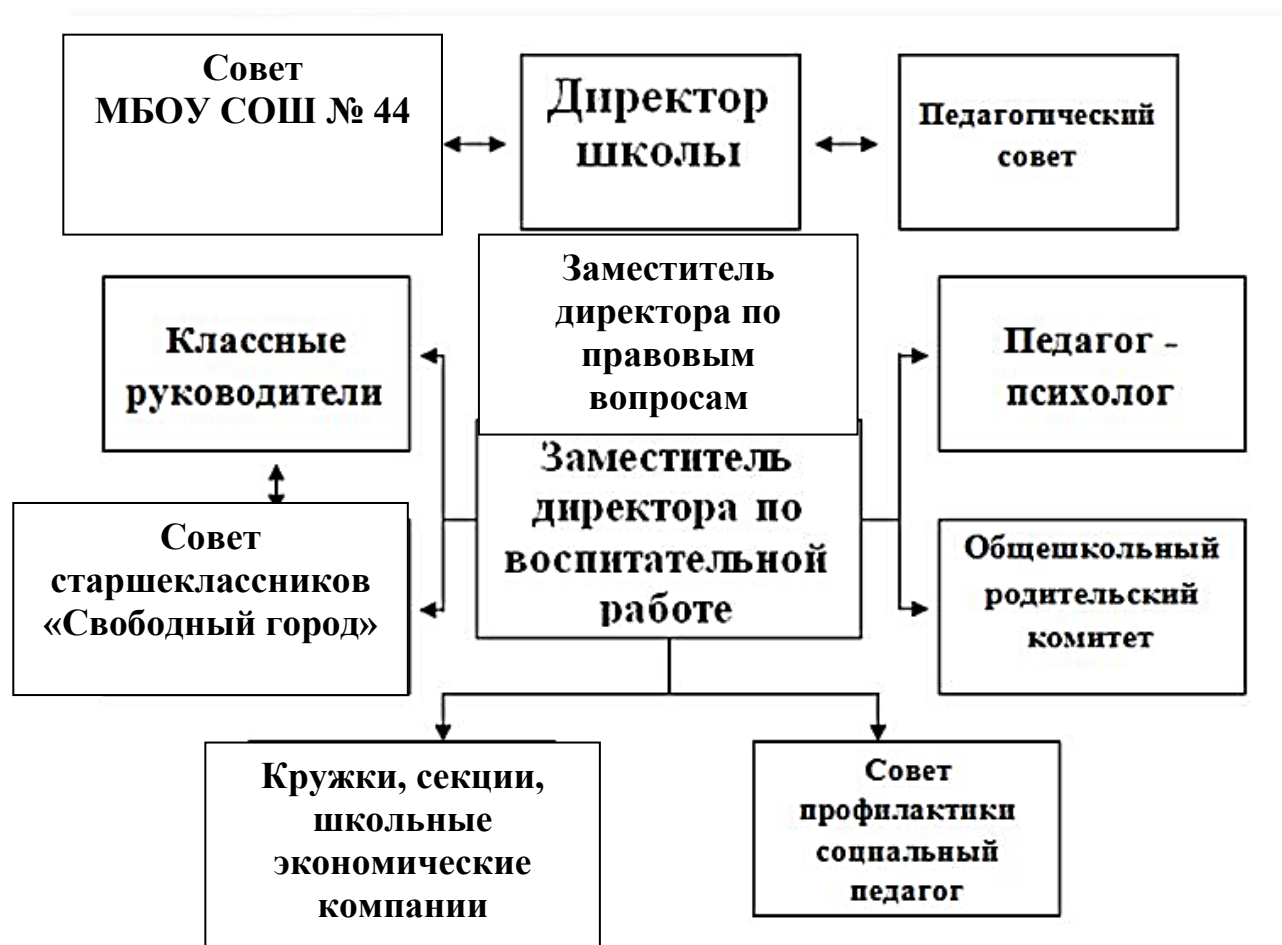 Совет
МБОУ СОШ № 44
Директор
школы
Педагогический
совет
Заместитель
директора по
правовым
вопросам
Классные
руководители
Педагог -
психолог
Заместитель
директора по
воспитательной
работе
Совет
старшеклассников
«Свободный город»
Общешкольный
родительский
комитет
Кружки, секции,
школьные
экономические
компании
Совет
профилактики
социальный
педагог